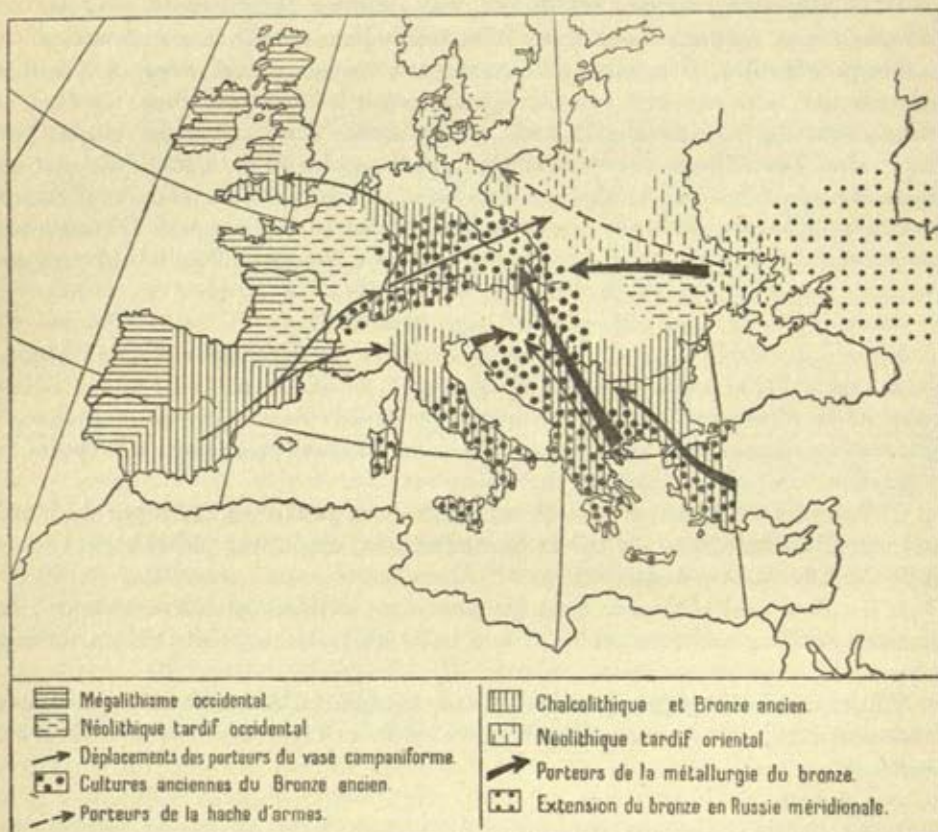 Mégalithisme occidental.
Néolithique tardif occidental
Déplacements des porteurs du vase campaniforme.
Cultures anciennes du Bronze ancien.
Porteurs de la hache d'armes.
Chalcolithique et Bronze ancien
Néolithique tardif oriental
Porteurs de la métallurgie du bronze.
Extension du bronze en Russie méridionale.